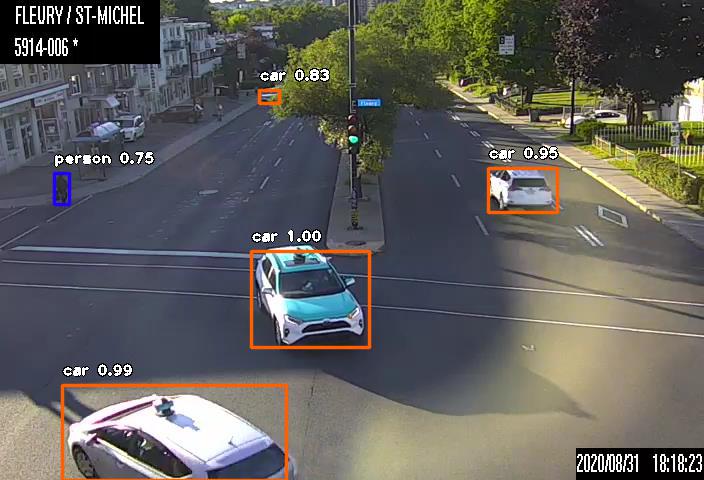 FLEURY / ST-MICHEL
5914-006 *
car 0.83
Fleury
person 0.75
car 0.95
car 1.00
car 0.99
2020/08/31 18:18:23